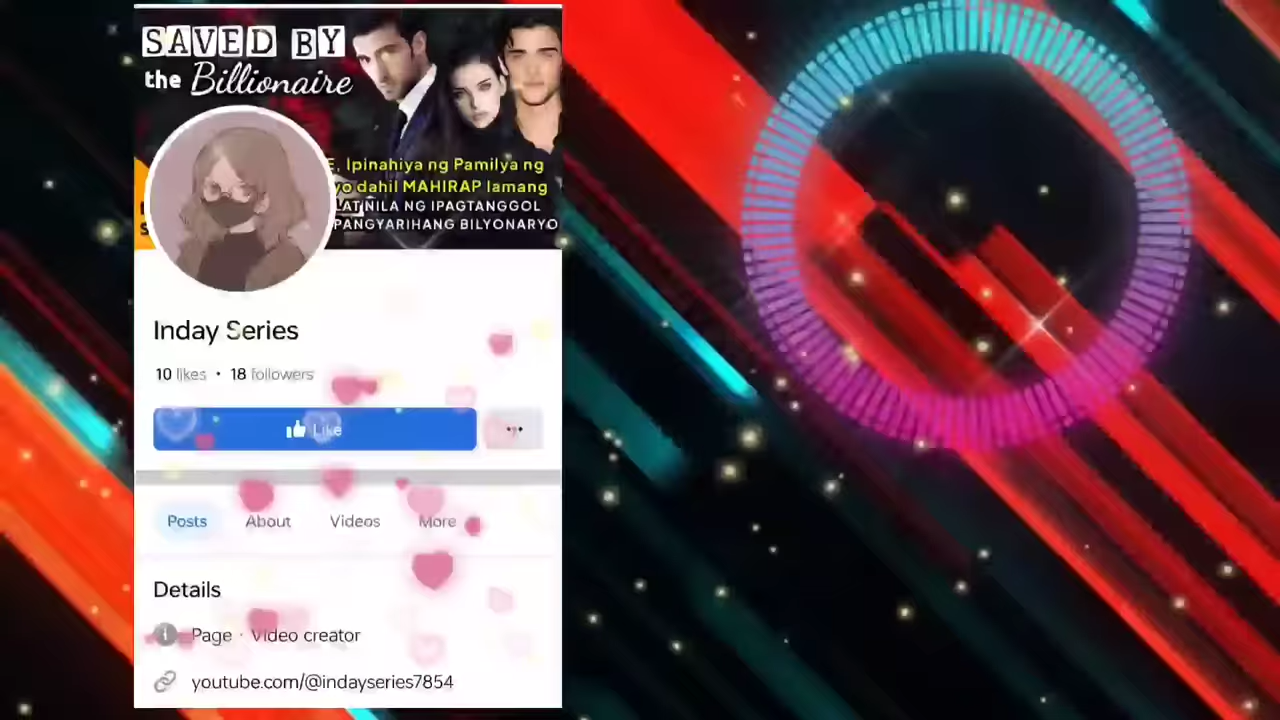 SAVED BY
the Billionaire
E, Ipinahiya ng Pamilya ng
yo dahil MAHIRAP lamang
LAT NILA NG IPAGTANGGOL
PANGYARIHANG BILYONARYO
Inday Series
10 likes • 18 followers
Like
Posts About Videos More
Details
Page · Video creator
youtube.com/@indayseries7854